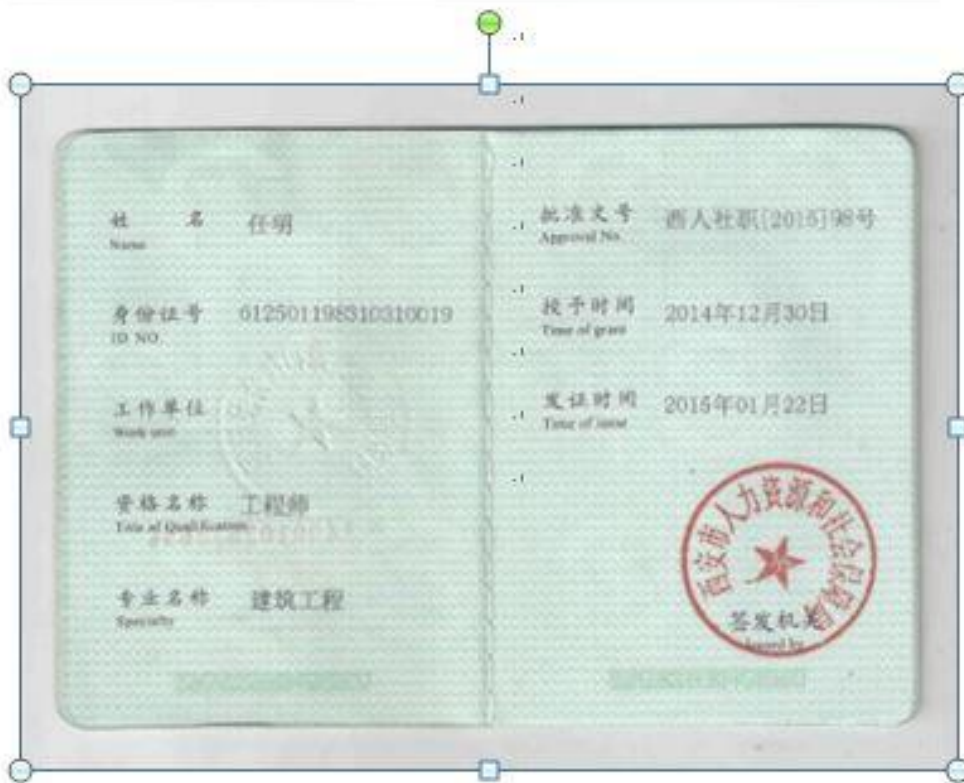 姓 名 任明
Name
身份证号 612501198310310019
ID NO
工作单位
Work unit
资格名称 工程师
Title of Qualification
专业名称 建筑工程
Specialty
批准文号 西人社职[2015]98号
Approval No.
授予时间 2014年12月30日
Time of grant
发证时间 2015年01月22日
Time of issue
西安市人力资源和社会保障局
签发机关
Issued by